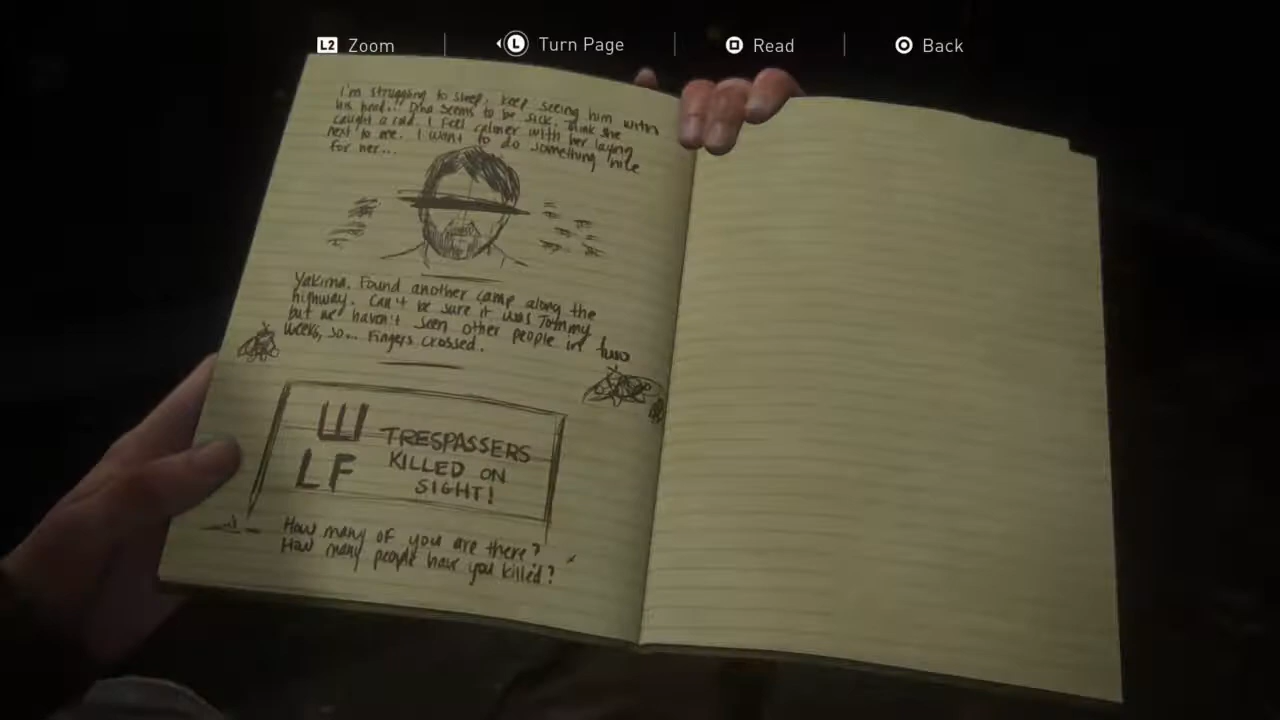 L2 Zoom
L Turn Page
Read
Back
I'm struggling to sleep. Keep seeing him with
his head... Dina seems to be sick. Think she
caught a cold. I feel calmer with her laying
next to me. I want to do something nice
for her...
Yakima. Found another camp along the
highway. Can't be sure it was Tommy
but we haven't seen other people in two
weeks, so... Fingers crossed.
W
LF
TRESPASSERS
KILLED ON
SIGHT!
How many of you are there?
How many people have you killed?